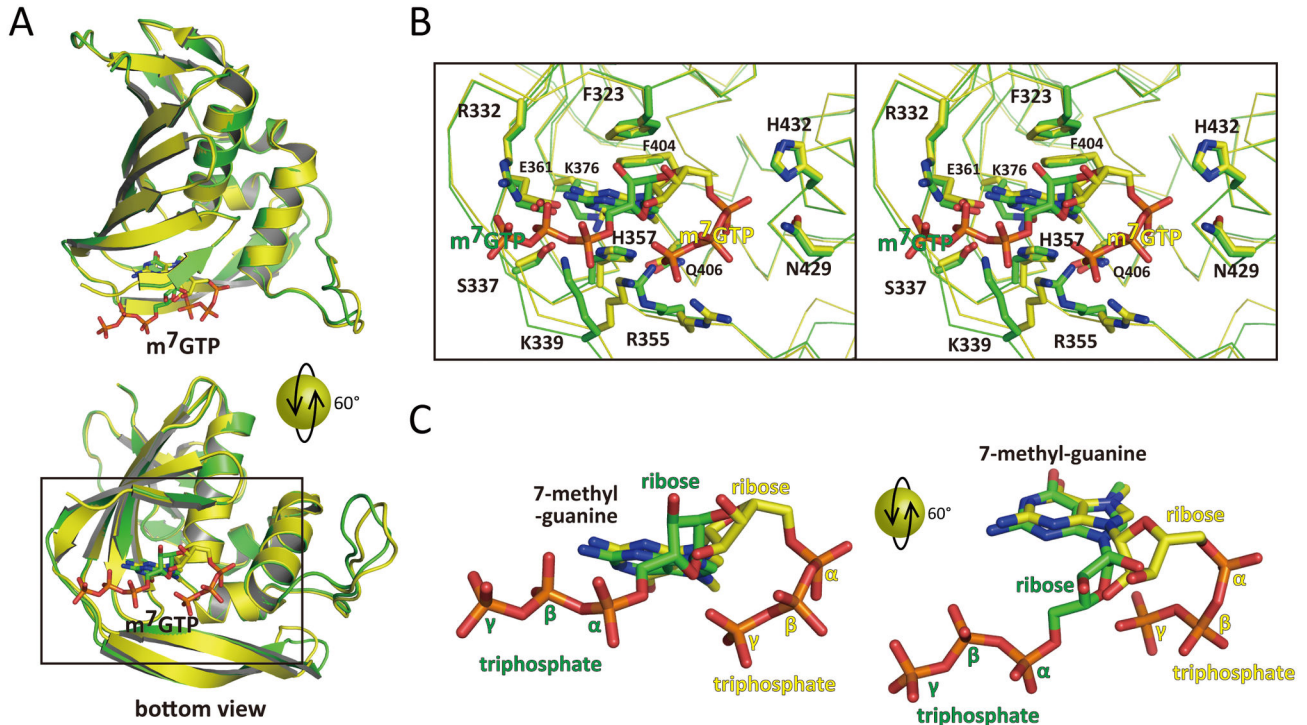 A
m⁷GTP
60°
m⁷GTP
bottom view
B
R332
F323
H432
F404
E361
K376
m⁷GTP
H357
m⁷GTP
S337
Q406
N429
K339
R355
R332
F323
H432
F404
E361
K376
m⁷GTP
H357
m⁷GTP
S337
Q406
N429
K339
R355
C
7-methyl
-guanine
ribose
ribose
γ
β
α
α
β
γ
triphosphate
triphosphate
60°
7-methyl-guanine
ribose
ribose
α
β
γ
triphosphate
β
α
γ
triphosphate